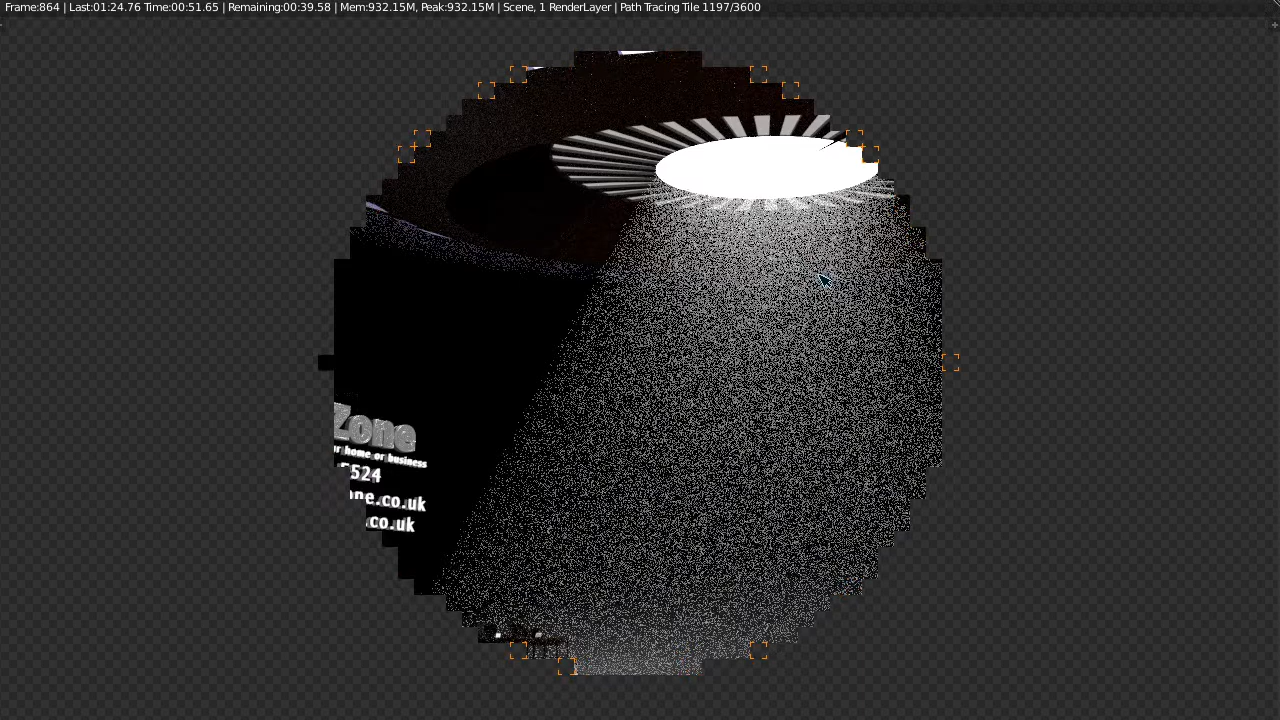 Frame:864 | Last:01:24.76 Time:00:51.65 | Remaining:00:39.58 | Mem:932.15M, Peak:932.15M | Scene, 1 RenderLayer | Path Tracing Tile 1197/3600
Zone
r home or business
524
ne.co.uk
.co.uk